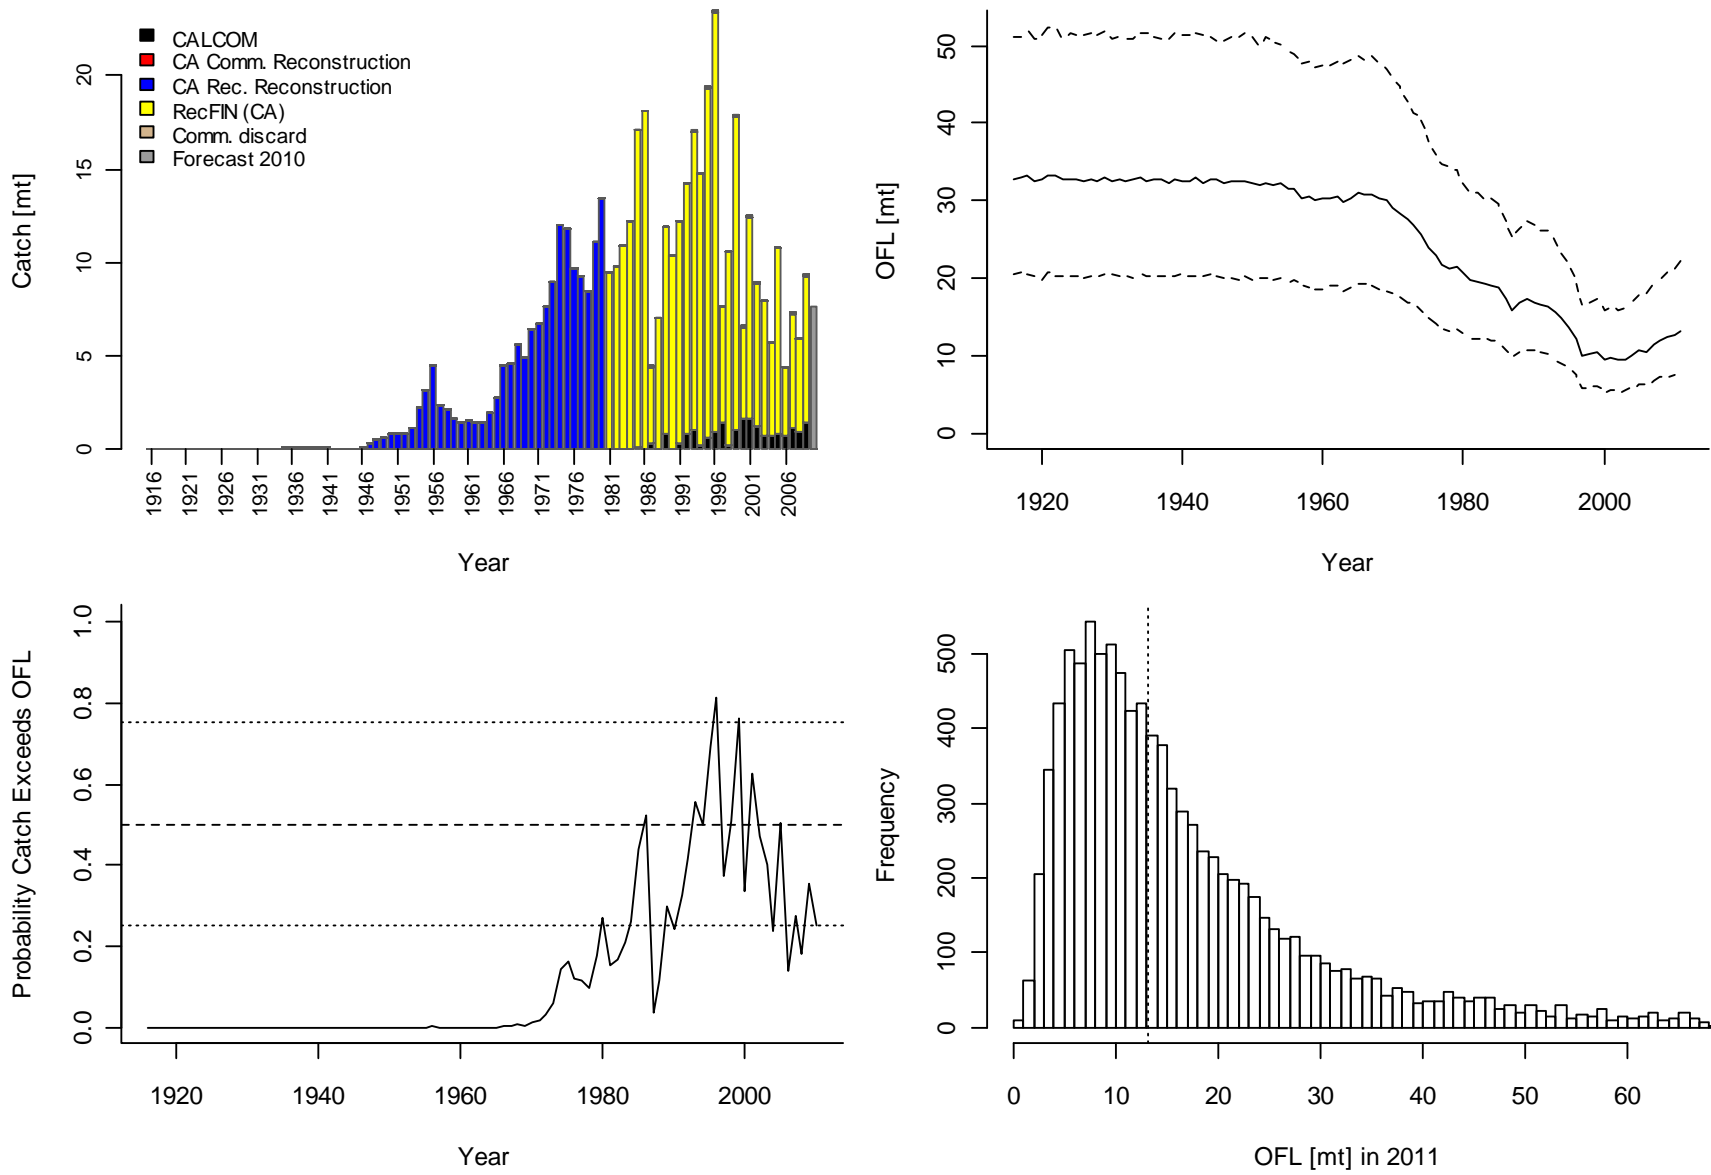 CALCOM
CA Comm. Reconstruction
CA Rec. Reconstruction
RecFIN (CA)
Comm. discard
Forecast 2010
Catch [mt]
0 5 10 15 20
1916 1921 1926 1931 1936 1941 1946 1951 1956 1961 1966 1971 1976 1981 1986 1991 1996 2001 2006
Year
OFL [mt]
0 10 20 30 40 50
1920 1940 1960 1980 2000
Year
Probability Catch Exceeds OFL
0.0 0.2 0.4 0.6 0.8 1.0
1920 1940 1960 1980 2000
Year
Frequency
0 100 200 300 400 500
0 10 20 30 40 50 60
OFL [mt] in 2011